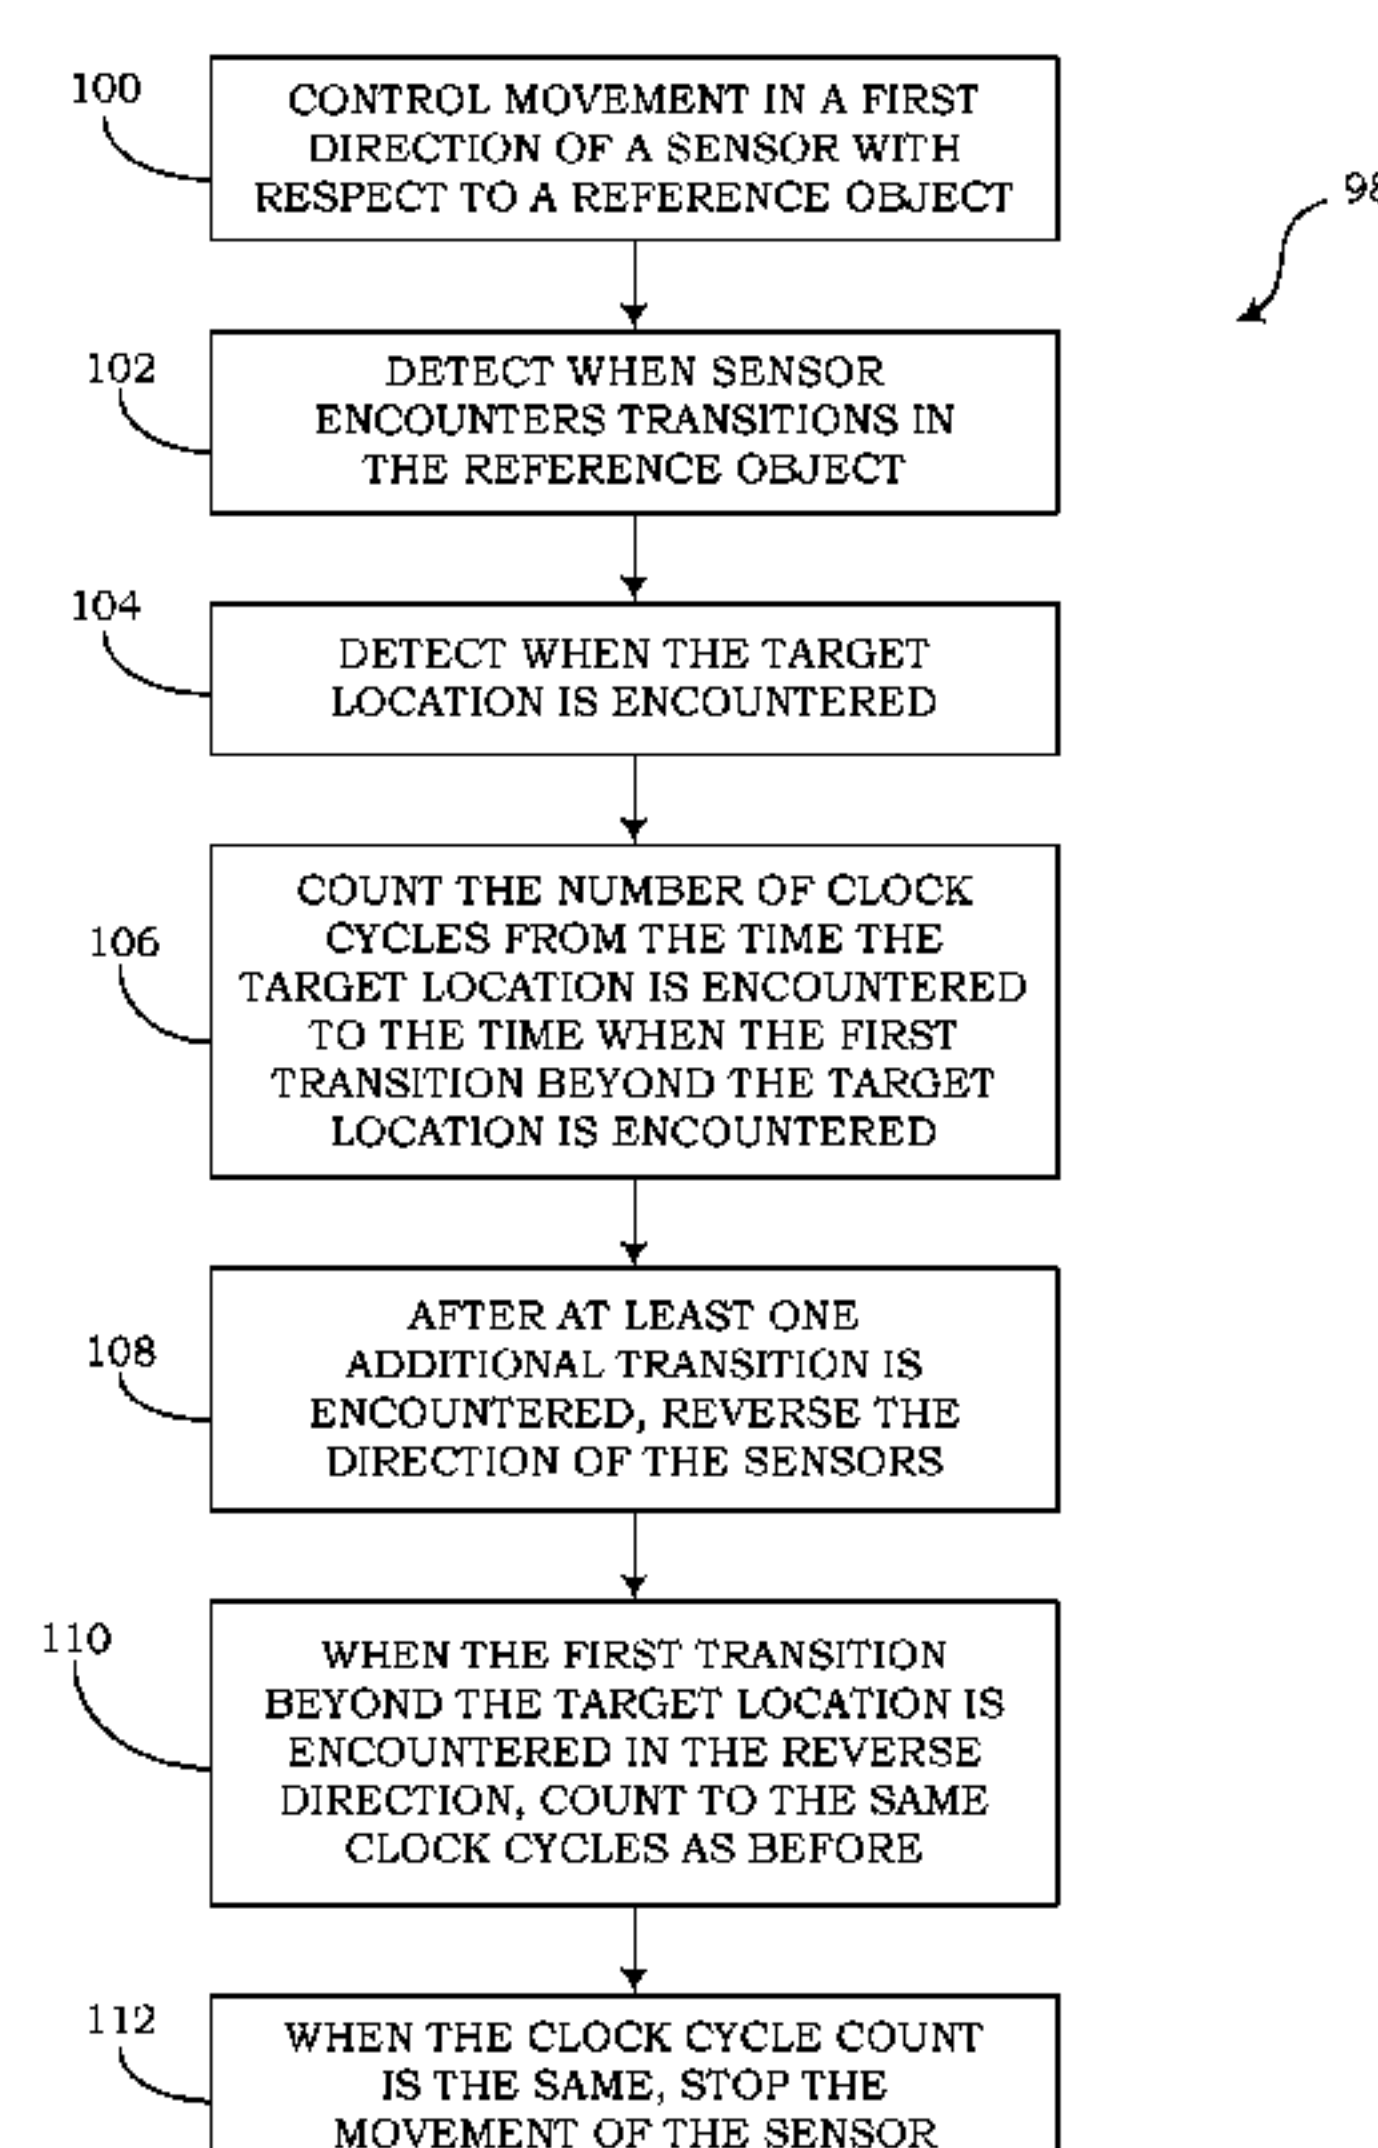 100
CONTROL MOVEMENT IN A FIRST
DIRECTION OF A SENSOR WITH
RESPECT TO A REFERENCE OBJECT
98
102
DETECT WHEN SENSOR
ENCOUNTERS TRANSITIONS IN
THE REFERENCE OBJECT
104
DETECT WHEN THE TARGET
LOCATION IS ENCOUNTERED
106
COUNT THE NUMBER OF CLOCK
CYCLES FROM THE TIME THE
TARGET LOCATION IS ENCOUNTERED
TO THE TIME WHEN THE FIRST
TRANSITION BEYOND THE TARGET
LOCATION IS ENCOUNTERED
108
AFTER AT LEAST ONE
ADDITIONAL TRANSITION IS
ENCOUNTERED, REVERSE THE
DIRECTION OF THE SENSORS
110
WHEN THE FIRST TRANSITION
BEYOND THE TARGET LOCATION IS
ENCOUNTERED IN THE REVERSE
DIRECTION, COUNT TO THE SAME
CLOCK CYCLES AS BEFORE
112
WHEN THE CLOCK CYCLE COUNT
IS THE SAME, STOP THE
MOVEMENT OF THE SENSOR